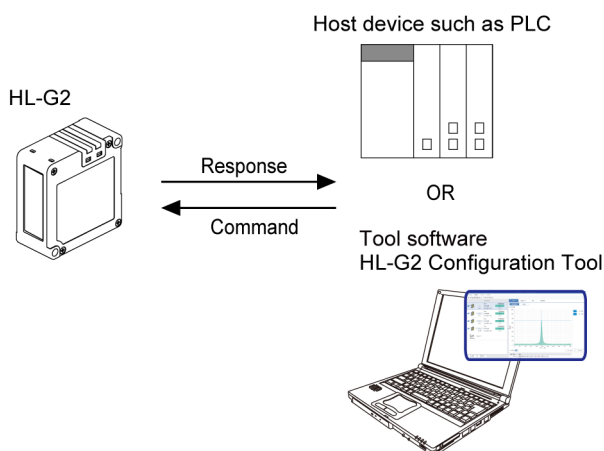 Host device such as PLC
HL-G2
Response
Command
OR
Tool software
HL-G2 Configuration Tool